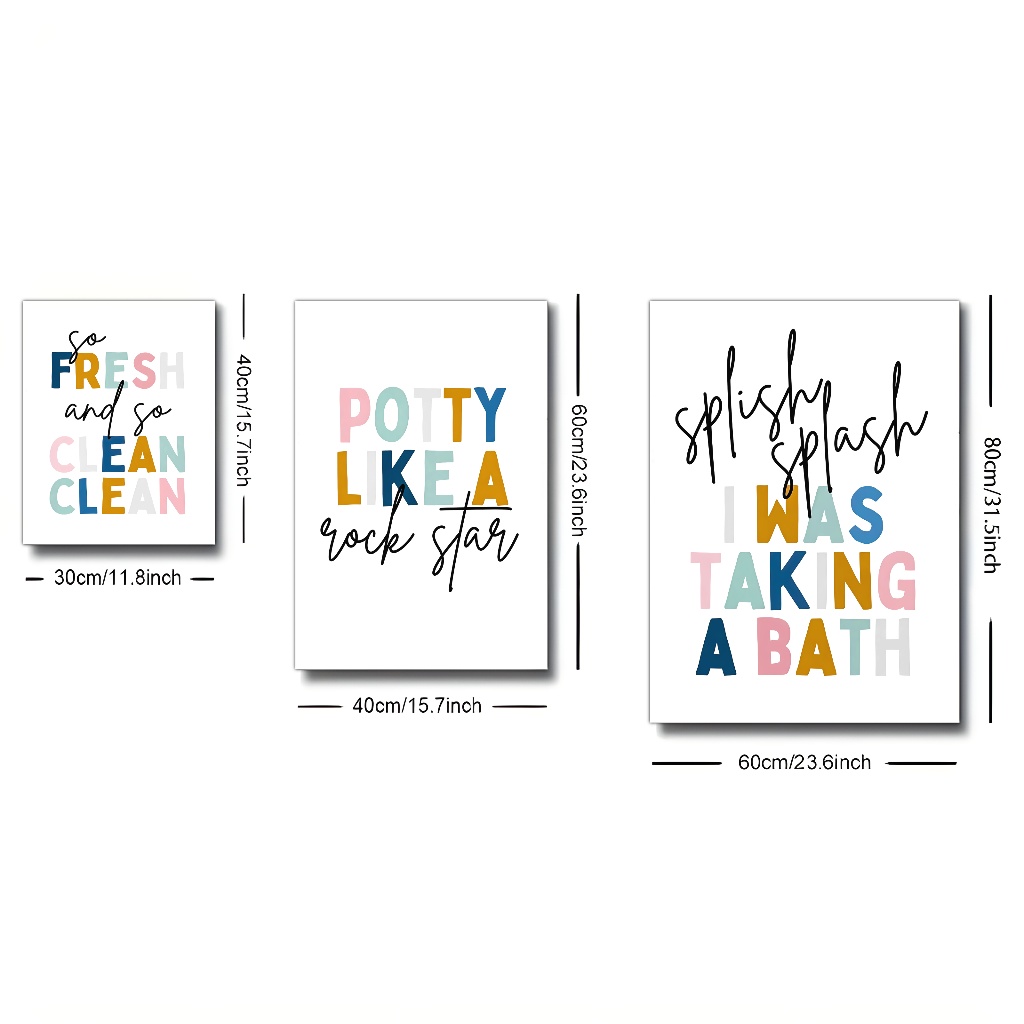 so
FRESH
and so
CLEAN
CLEAN
40cm/15.7inch
30cm/11.8inch
POTTY
LIKE A
rock star
60cm/23.6inch
40cm/15.7inch
splish
splash
I WAS
TAKING
A BATH
80cm/31.5inch
60cm/23.6inch